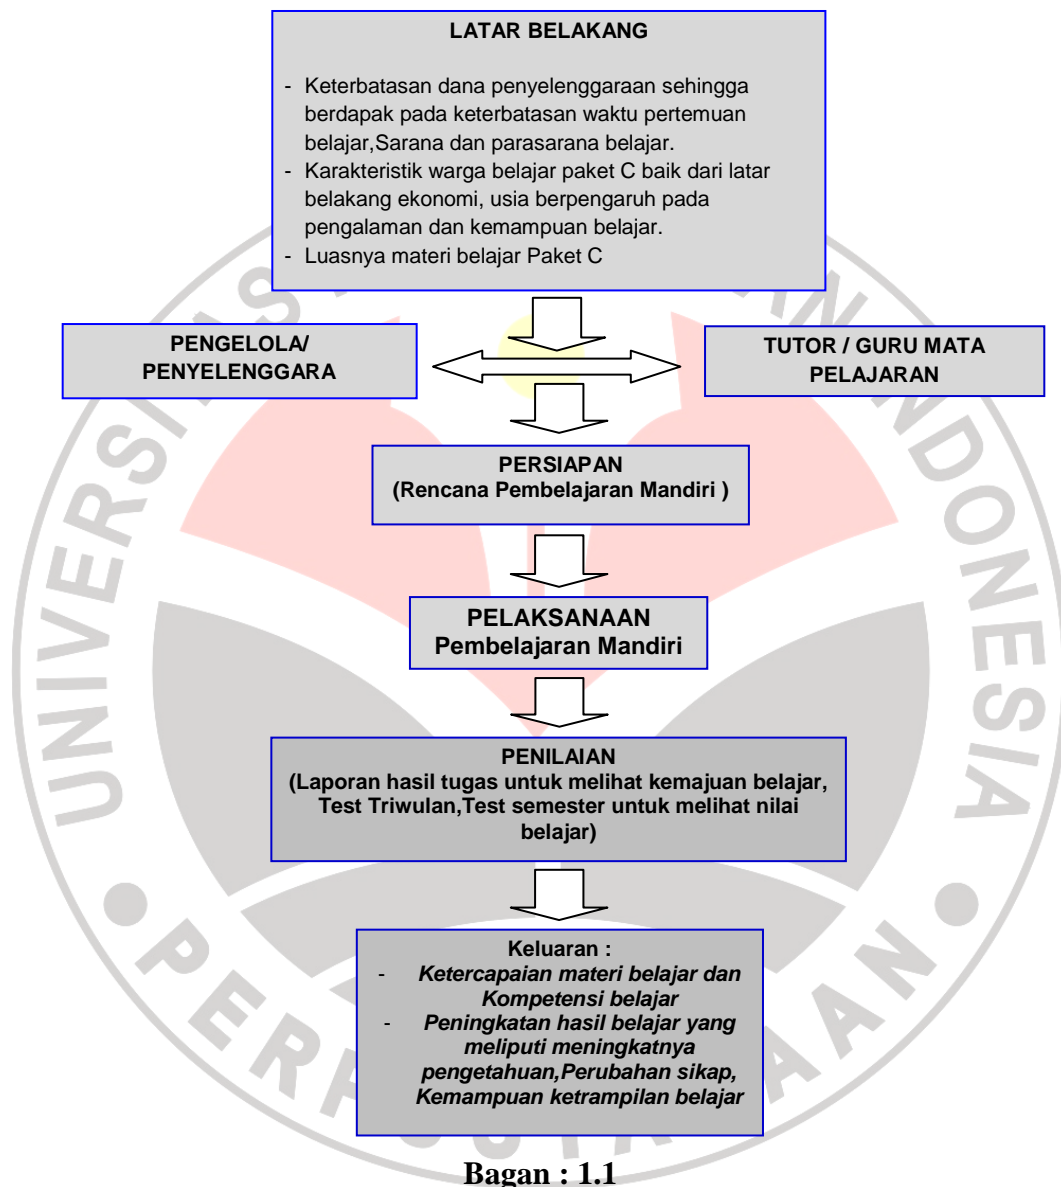 LATAR BELAKANG
- Keterbatasan dana penyelenggaraan sehingga
berdapak pada keterbatasan waktu pertemuan
belajar,Sarana dan parasarana belajar.
- Karakteristik warga belajar paket C baik dari latar
belakang ekonomi, usia berpengaruh pada
pengalaman dan kemampuan belajar.
- Luasnya materi belajar Paket C
PENGELOLA/
PENYELENGGARA
TUTOR / GURU MATA
PELAJARAN
PERSIAPAN
(Rencana Pembelajaran Mandiri )
PELAKSANAAN
Pembelajaran Mandiri
PENILAIAN
(Laporan hasil tugas untuk melihat kemajuan belajar,
Test Triwulan,Test semester untuk melihat nilai
belajar)
Keluaran :
- Ketercapaian materi belajar dan
Kompetensi belajar
- Peningkatan hasil belajar yang
meliputi meningkatnya
pengetahuan,Perubahan sikap,
Kemampuan ketrampilan belajar
Bagan : 1.1
UNIVERSITAS
INDONESIA